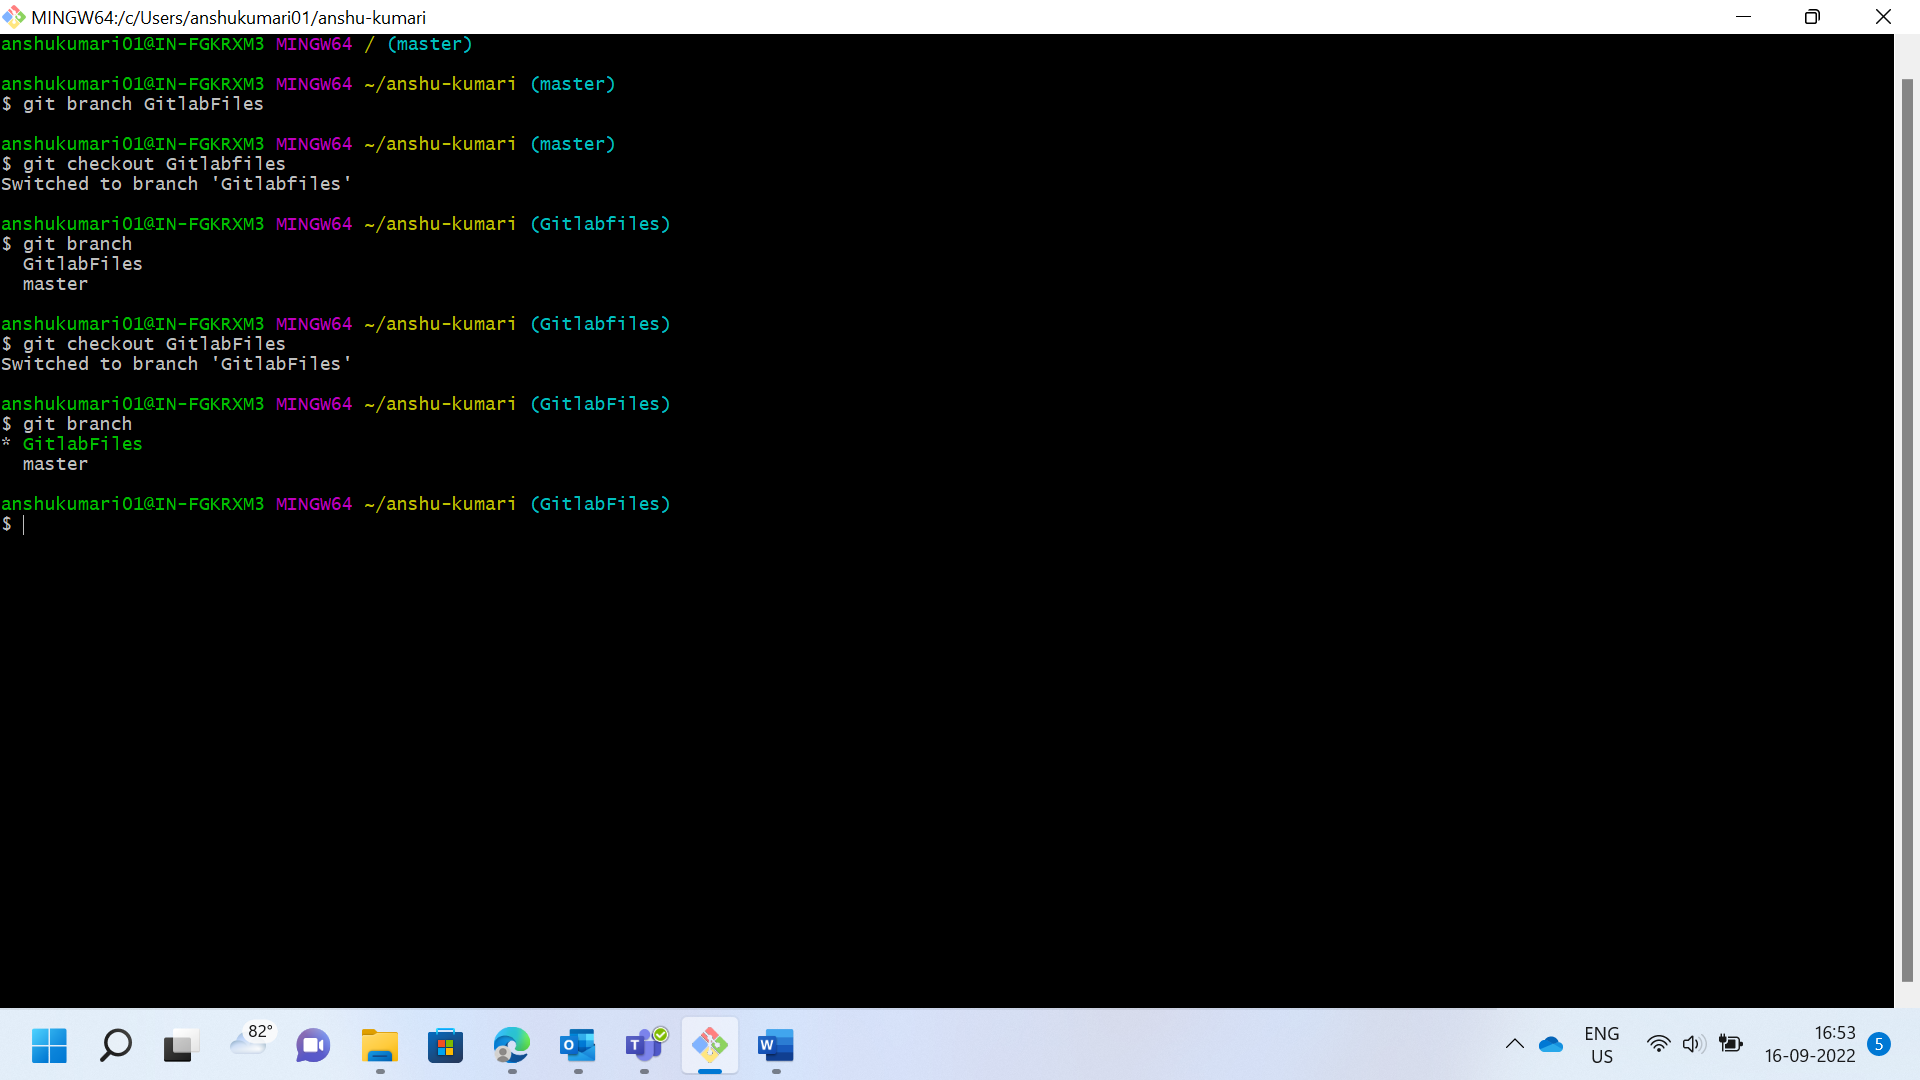 MINGW64:/c/Users/anshukumari01/anshu-kumari
anshukumari01@IN-FGKRXM3 MINGW64 / (master)
anshukumari01@IN-FGKRXM3 MINGW64 ~/anshu-kumari (master)
$ git branch GitlabFiles
anshukumari01@IN-FGKRXM3 MINGW64 ~/anshu-kumari (master)
$ git checkout Gitlabfiles
Switched to branch 'Gitlabfiles'
anshukumari01@IN-FGKRXM3 MINGW64 ~/anshu-kumari (Gitlabfiles)
$ git branch
  GitlabFiles
  master
anshukumari01@IN-FGKRXM3 MINGW64 ~/anshu-kumari (Gitlabfiles)
$ git checkout GitlabFiles
Switched to branch 'GitlabFiles'
anshukumari01@IN-FGKRXM3 MINGW64 ~/anshu-kumari (GitlabFiles)
$ git branch
* GitlabFiles
  master
anshukumari01@IN-FGKRXM3 MINGW64 ~/anshu-kumari (GitlabFiles)
$
82°
ENG
US
16:53
16-09-2022
5